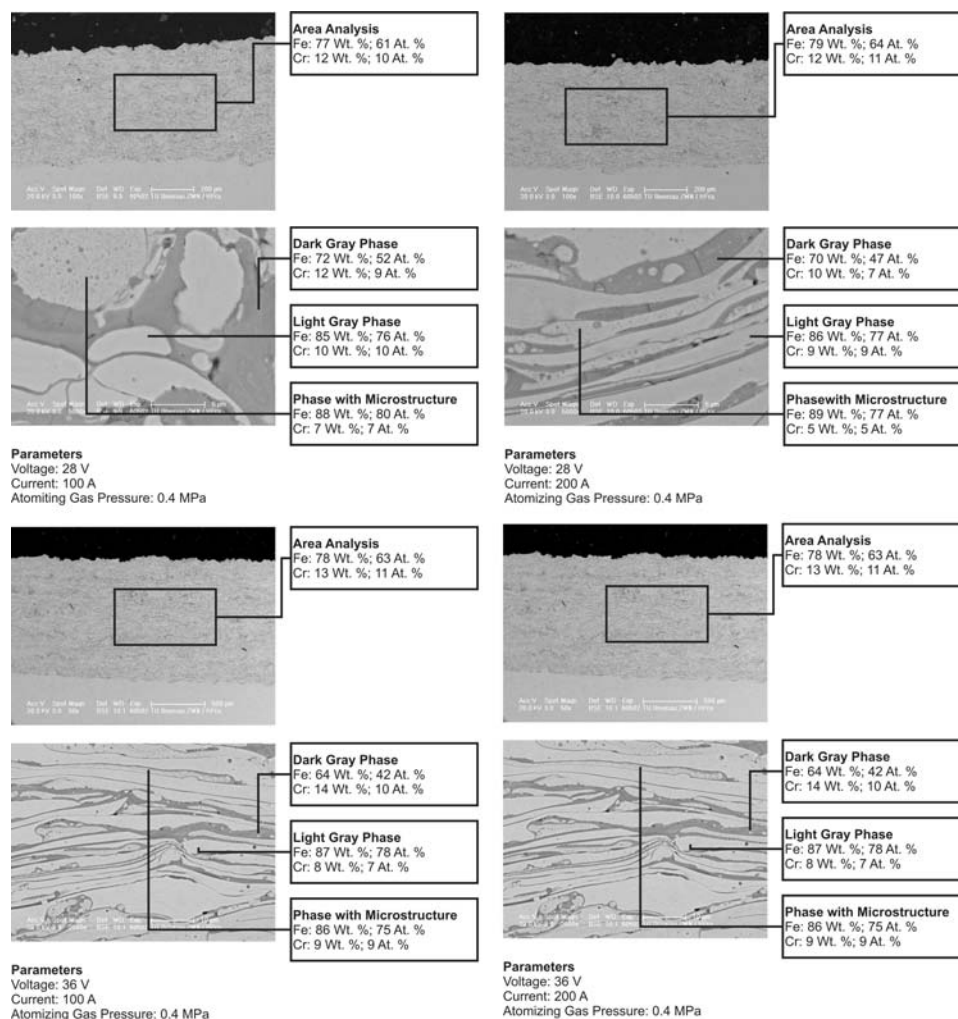 Area Analysis
Fe: 77 Wt. %; 61 At. %
Cr: 12 Wt. %; 10 At. %
Dark Gray Phase
Fe: 72 Wt. %; 52 At. %
Cr: 12 Wt. %; 9 At. %
Light Gray Phase
Fe: 85 Wt. %; 76 At. %
Cr: 10 Wt. %; 10 At. %
Phase with Microstructure
Fe: 88 Wt. %; 80 At. %
Cr: 7 Wt. %; 7 At. %
Parameters
Voltage: 28 V
Current: 100 A
Atomiting Gas Pressure: 0.4 MPa
Area Analysis
Fe: 79 Wt. %; 64 At. %
Cr: 12 Wt. %; 11 At. %
Dark Gray Phase
Fe: 70 Wt. %; 47 At. %
Cr: 10 Wt. %; 7 At. %
Light Gray Phase
Fe: 86 Wt. %; 77 At. %
Cr: 9 Wt. %; 9 At. %
Phasewith Microstructure
Fe: 89 Wt. %; 77 At. %
Cr: 5 Wt. %; 5 At. %
Parameters
Voltage: 28 V
Current: 200 A
Atomizing Gas Pressure: 0.4 MPa
Area Analysis
Fe: 78 Wt. %; 63 At. %
Cr: 13 Wt. %; 11 At. %
Dark Gray Phase
Fe: 64 Wt. %; 42 At. %
Cr: 14 Wt. %; 10 At. %
Light Gray Phase
Fe: 87 Wt. %; 78 At. %
Cr: 8 Wt. %; 7 At. %
Phase with Microstructure
Fe: 86 Wt. %; 75 At. %
Cr: 9 Wt. %; 9 At. %
Parameters
Voltage: 36 V
Current: 100 A
Atomizing Gas Pressure: 0.4 MPa
Area Analysis
Fe: 78 Wt. %; 63 At. %
Cr: 13 Wt. %; 11 At. %
Dark Gray Phase
Fe: 64 Wt. %; 42 At. %
Cr: 14 Wt. %; 10 At. %
Light Gray Phase
Fe: 87 Wt. %; 78 At. %
Cr: 8 Wt. %; 7 At. %
Phase with Microstructure
Fe: 86 Wt. %; 75 At. %
Cr: 9 Wt. %; 9 At. %
Parameters
Voltage: 36 V
Current: 200 A
Atomizing Gas Pressure: 0.4 MPa